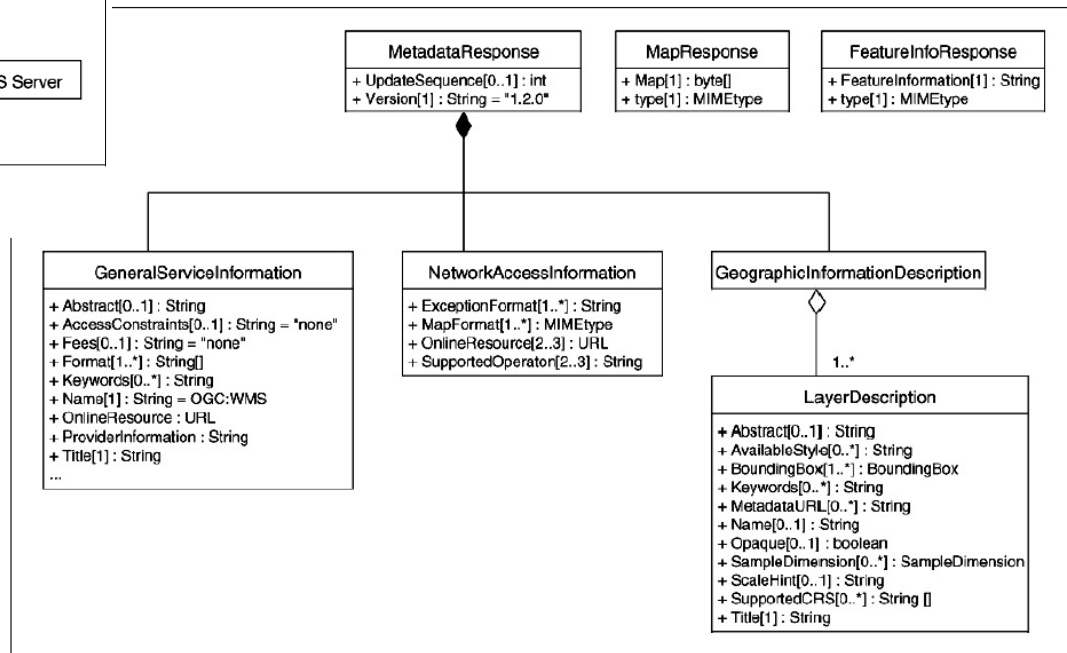 S Server
MetadataResponse
+ UpdateSequence[0..1] : int
+ Version[1] : String = "1.2.0"
MapResponse
+ Map[1] : byte[]
+ type[1] : MIMEtype
FeatureInfoResponse
+ FeatureInformation[1] : String
+ type[1] : MIMEtype
GeneralServiceInformation
+ Abstract[0..1] : String
+ AccessConstraints[0..1] : String = "none"
+ Fees[0..1] : String = "none"
+ Format[1..*] : String[]
+ Keywords[0..*] : String
+ Name[1] : String = OGC:WMS
+ OnlineResource : URL
+ ProviderInformation : String
+ Title[1] : String
...
NetworkAccessInformation
+ ExceptionFormat[1..*] : String
+ MapFormat[1..*] : MIMEtype
+ OnlineResource[2..3] : URL
+ SupportedOperaton[2..3] : String
GeographicInformationDescription
1..*
LayerDescription
+ Abstract[0..1] : String
+ AvailableStyle[0..*] : String
+ BoundingBox[1..*] : BoundingBox
+ Keywords[0..*] : String
+ MetadataURL[0..*] : String
+ Name[0..1] : String
+ Opaque[0..1] : boolean
+ SampleDimension[0..*] : SampleDimension
+ ScaleHint[0..1] : String
+ SupportedCRS[0..*] : String []
+ Title[1] : String